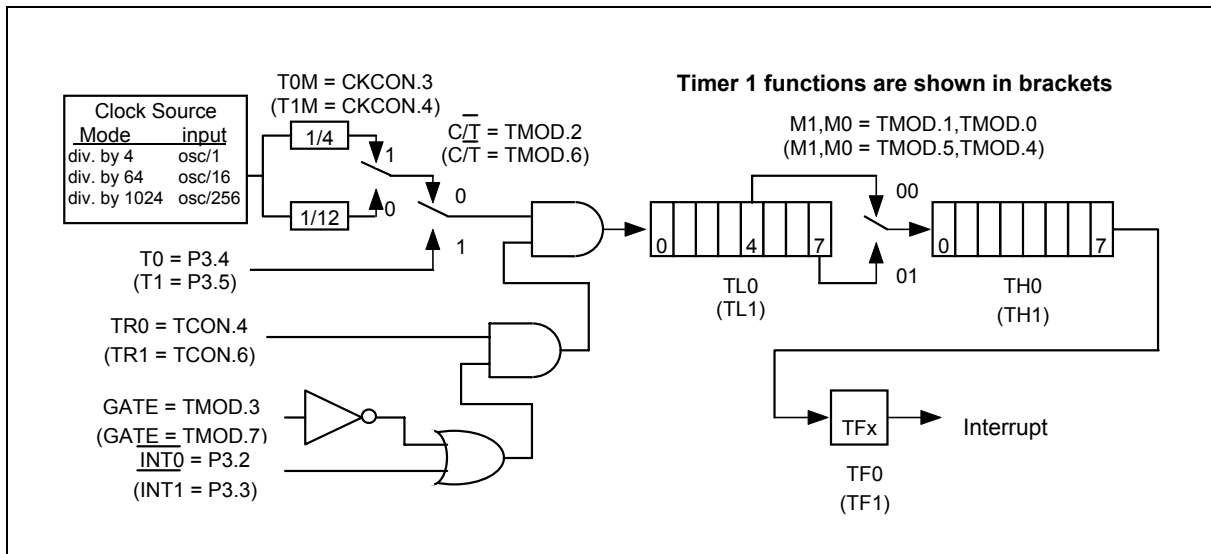 Timer 1 functions are shown in brackets
T0M = CKCON.3
(T1M = CKCON.4)
Clock Source
Mode input
div. by 4 osc/1
div. by 64 osc/16
div. by 1024 osc/256
1/4
1/12
1
0
C/T̅ = TMOD.2
(C/T̅ = TMOD.6)
0
1
T0 = P3.4
(T1 = P3.5)
M1,M0 = TMOD.1,TMOD.0
(M1,M0 = TMOD.5,TMOD.4)
0 4 7
TL0
(TL1)
00
01
0 7
TH0
(TH1)
TR0 = TCON.4
(TR1 = TCON.6)
GATE = TMOD.3
(GATE = TMOD.7)
I̅N̅T̅0̅ = P3.2
(I̅N̅T̅1̅ = P3.3)
TFx
Interrupt
TF0
(TF1)